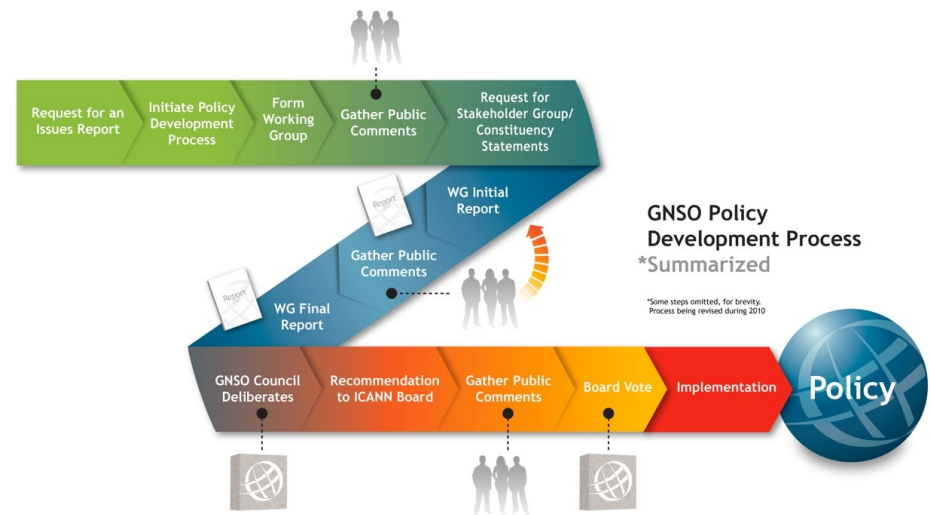 Request for an
Issues Report
Initiate Policy
Development
Process
Form
Working
Group
Gather Public
Comments
Request for
Stakeholder Group/
Constituency
Statements
WG Initial
Report
Report
Gather Public
Comments
Report
WG Final
Report
GNSO Policy
Development Process
*Summarized
*Some steps omitted, for brevity.
Process being revised during 2010
GNSO Council
Deliberates
Recommendation
to ICANN Board
Gather Public
Comments
Board Vote
Implementation
Policy